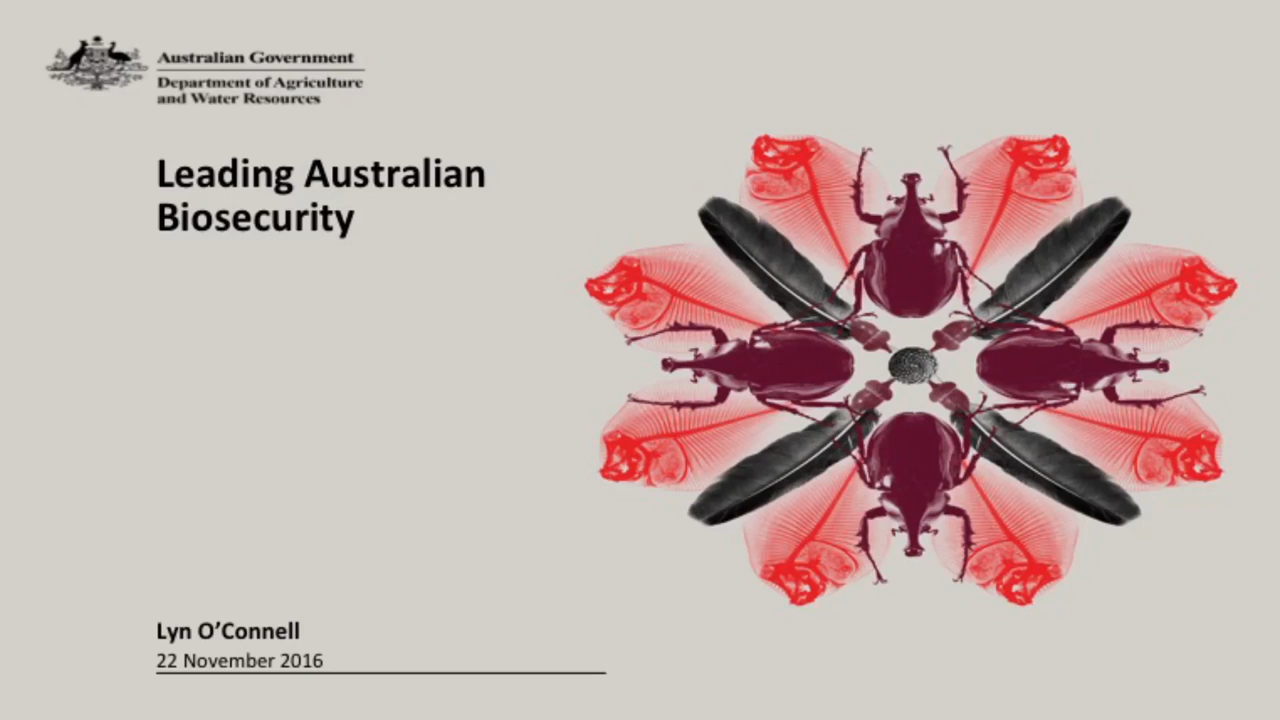 Australian Government
Department of Agriculture
and Water Resources
Leading Australian
Biosecurity
Lyn O’Connell
22 November 2016